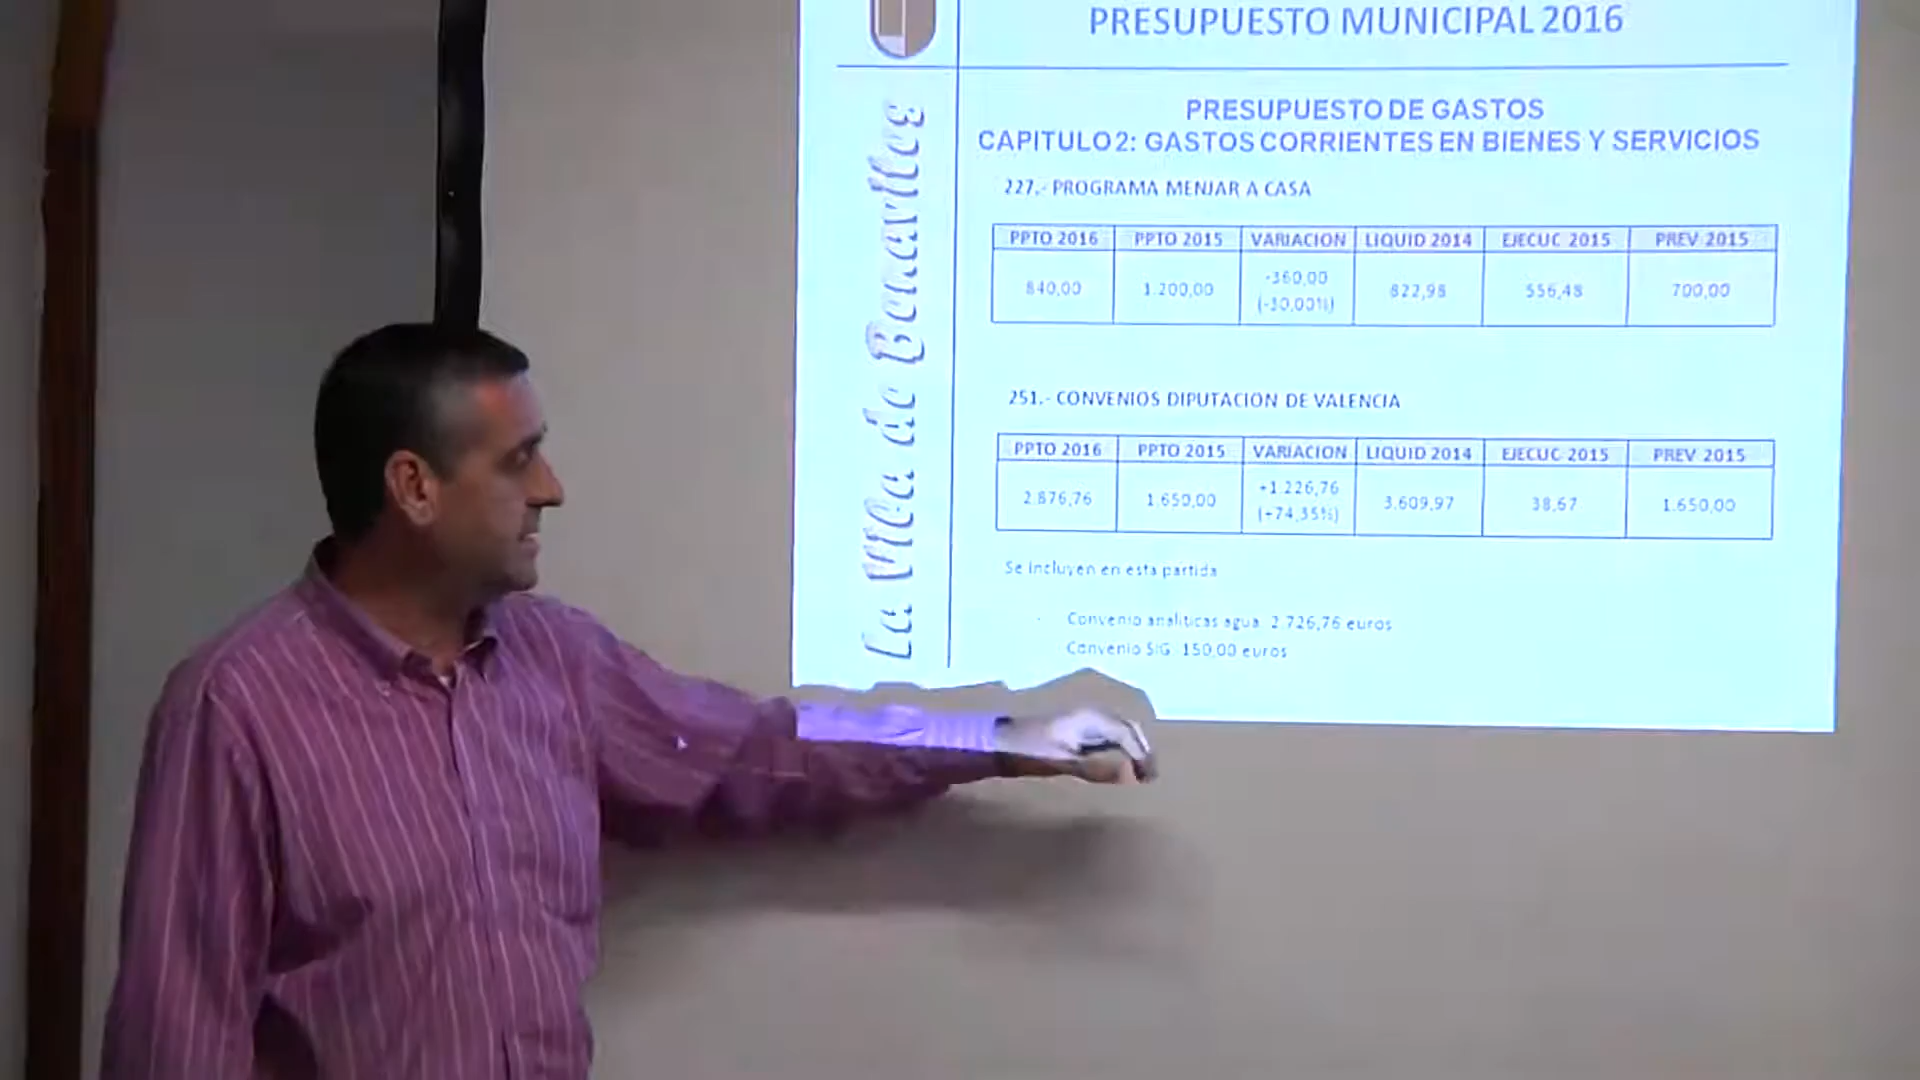 PRESUPUESTO MUNICIPAL 2016
La Vila de Benavites
PRESUPUESTO DE GASTOS
CAPITULO 2: GASTOS CORRIENTES EN BIENES Y SERVICIOS
227.- PROGRAMA MENJAR A CASA
PPTO 2016 PPTO 2015 VARIACION LIQUID 2014 EJECUC 2015 PREV 2015
840,00 1.200,00 -360,00 (-30,00%) 822,98 556,48 700,00
251.- CONVENIOS DIPUTACION DE VALENCIA
PPTO 2016 PPTO 2015 VARIACION LIQUID 2014 EJECUC 2015 PREV 2015
2.876,76 1.650,00 +1.226,76 (+74,35%) 3.609,97 38,67 1.650,00
Se incluyen en esta partida
- Convenio analiticas agua 2.726,76 euros
Convenio SIG 150,00 euros